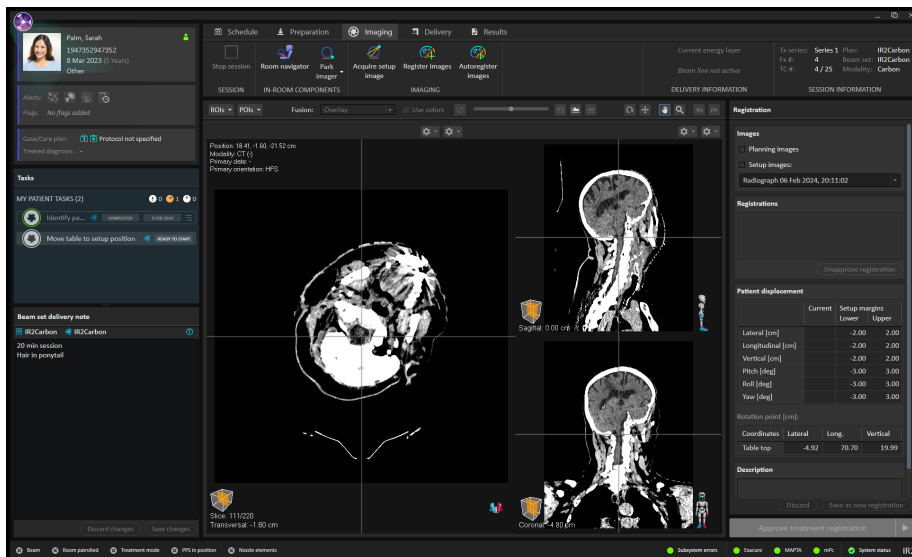 Palm, Sarah
1947352947352
8 Mar 2023 (0 Years)
Other
Alerts:
Flags: No flags added
Case/Care plan: Protocol not specified
Treated diagnosis: -
Tasks
MY PATIENT TASKS (2) 0 1 0
Identify pa... COMPLETED 6 FEB 2024
Move table to setup position READY TO START
Beam set delivery note
IR2Carbon IR2Carbon
20 min session
Hair in ponytail
Discard changes Save changes
Schedule Preparation Imaging Delivery Results
Stop session
Room navigator
Park imager
Acquire setup image
Register images
Autoregister images
SESSION IN-ROOM COMPONENTS IMAGING
Current energy layer
Beam line not active
DELIVERY INFORMATION
Tx series: Series 1 Plan: IR2Carbon
Fx #: 4 Beam set: IR2Carbon
TC #: 4 / 25 Modality: Carbon
SESSION INFORMATION
ROIs POIs Fusion: Overlay Use colors
Position: 18.41, -1.60, -21.52 cm
Modality: CT (-)
Primary date: -
Primary orientation: HFS
Slice: 111/220
Transversal: -1.60 cm
Sagittal: 0.00 cm
Coronal: -4.80 cm
Registration
Images
Planning images
Setup images:
Radiograph 06 Feb 2024, 20:11:02
Registrations
Unapprove registration
Patient displacement
Current Setup margins
Lower Upper
Lateral [cm] -2.00 2.00
Longitudinal [cm] -2.00 2.00
Vertical [cm] -2.00 2.00
Pitch [deg] -3.00 3.00
Roll [deg] -3.00 3.00
Yaw [deg] -3.00 3.00
Rotation point [cm]:
Coordinates Lateral Long. Vertical
Table top -4.92 70.70 19.99
Description
Discard Save as new registration
Approve treatment registration
Beam Room patrolled Treatment mode PPS in position Nozzle elements Subsystem errors Exacure MAPTA mPc System status IR